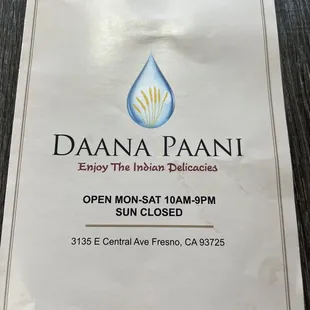 DAANA PAANI
Enjoy The Indian Delicacies
OPEN MON-SAT 10AM-9PM
SUN CLOSED
3135 E Central Ave Fresno, CA 93725